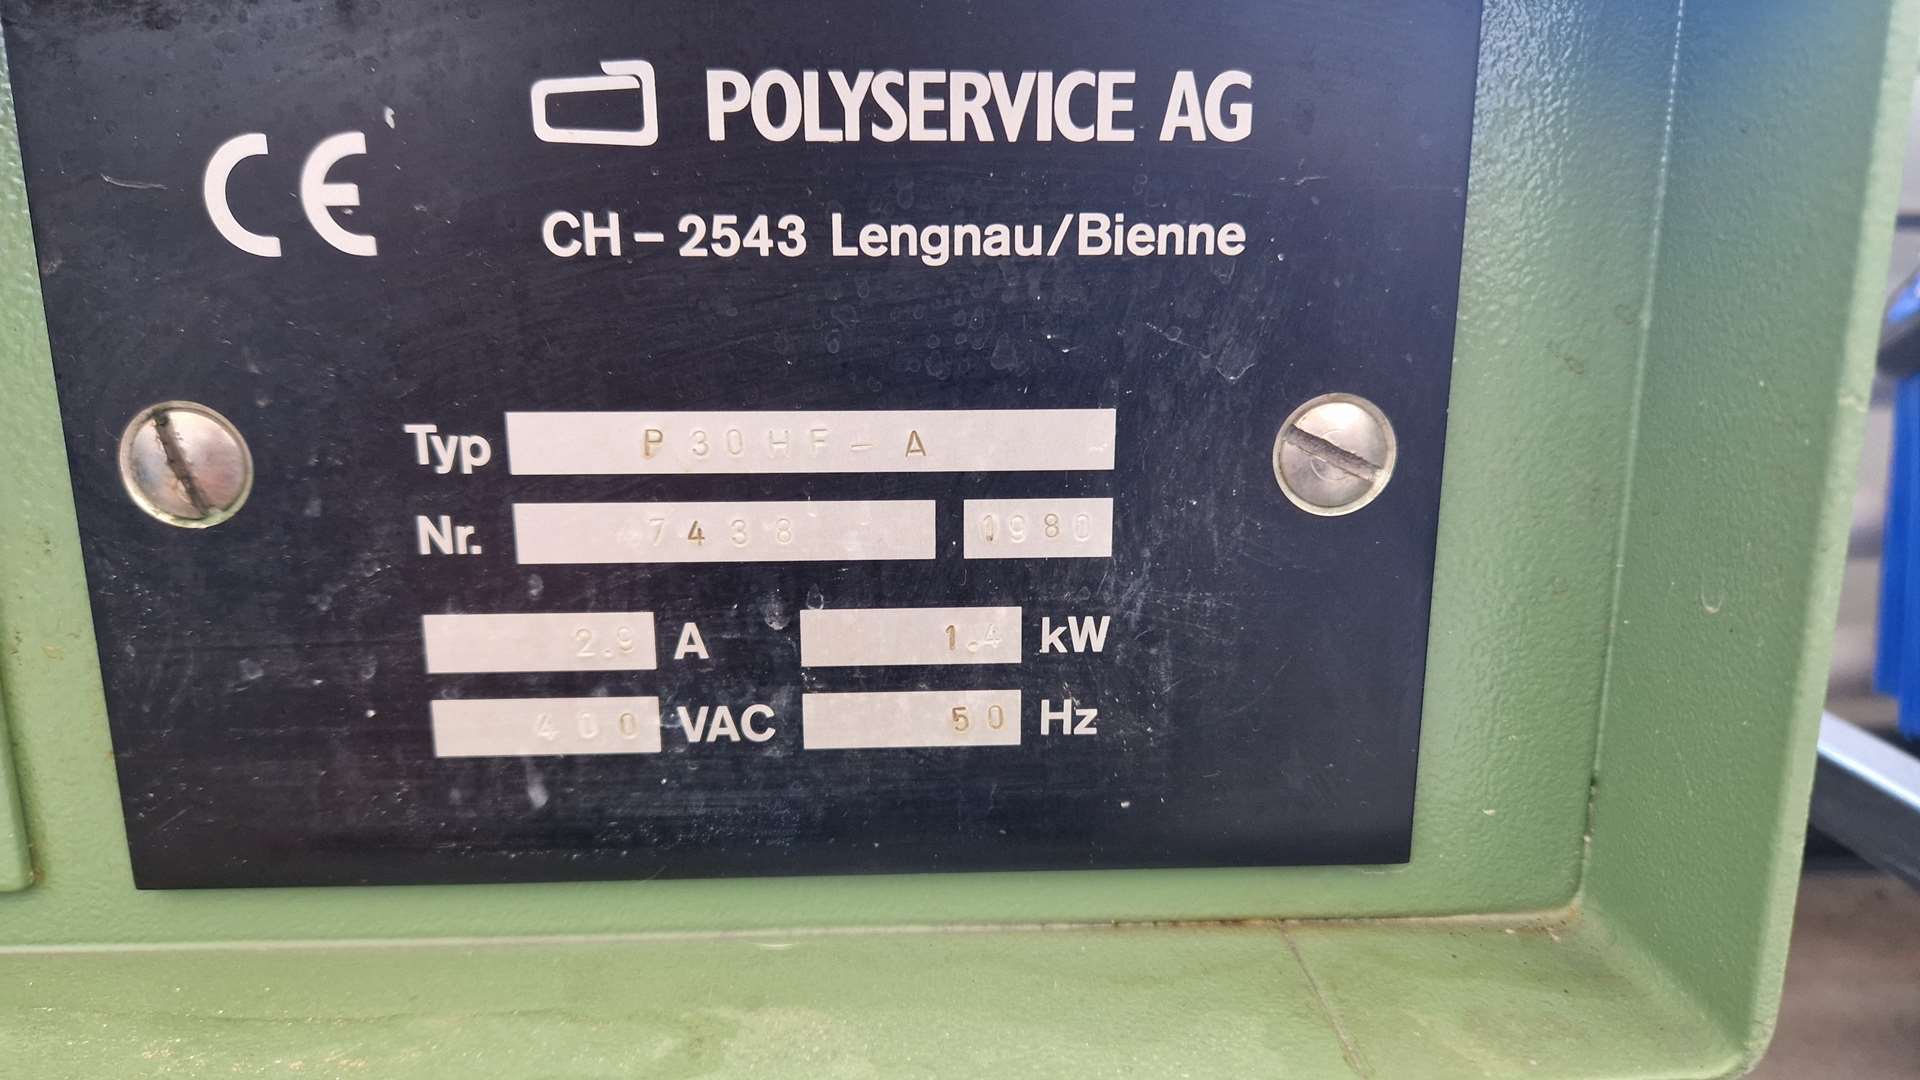 CE
POLYSERVICE AG
CH-2543 Lengnau/Bienne
Typ P30HF-A
Nr. 7438 1980
2.9 A 1.4 kW
400 VAC 50 Hz